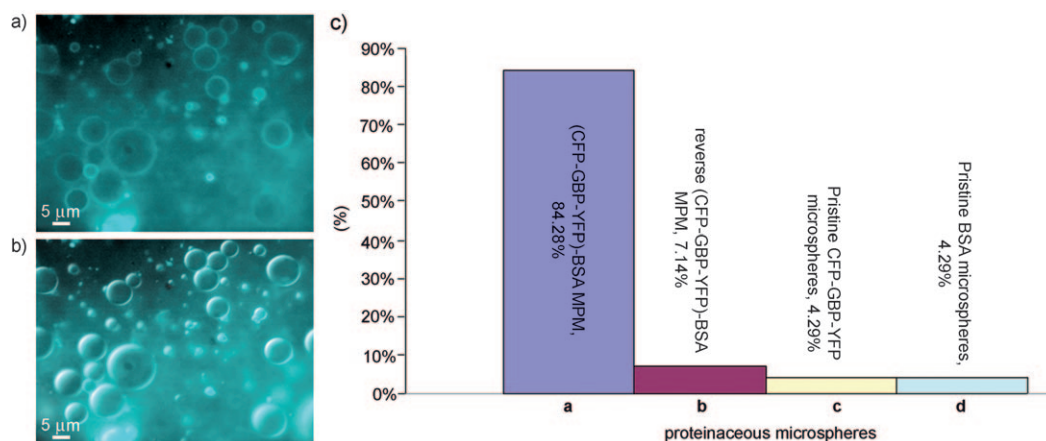 a)
5 μm
b)
5 μm
c)
90%
80%
70%
60%
50%
40%
30%
20%
10%
0%
(%)
(CFP-GBP-YFP)-BSA MPM,
84.28%
reverse (CFP-GBP-YFP)-BSA
MPM, 7.14%
Pristine CFP-GBP-YFP
microspheres, 4.29%
Pristine BSA microspheres,
4.29%
a
b
c
d
proteinaceous microspheres